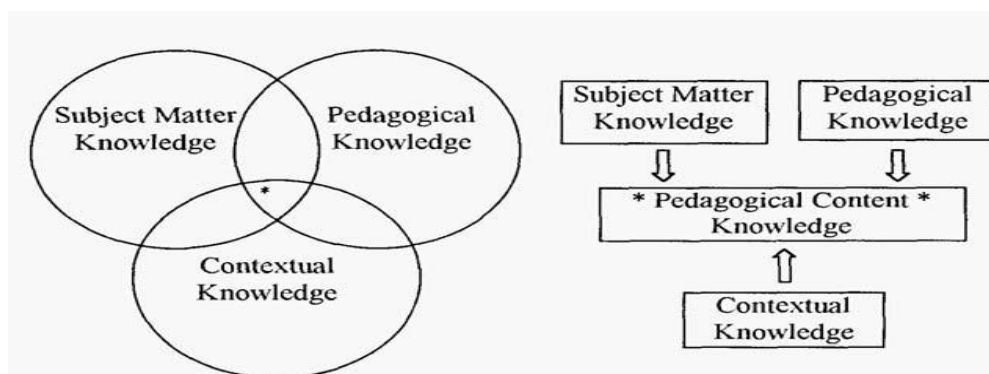 Subject Matter
Knowledge
Pedagogical
Knowledge
*
Contextual
Knowledge
Subject Matter
Knowledge
Pedagogical
Knowledge
* Pedagogical Content *
Knowledge
Contextual
Knowledge